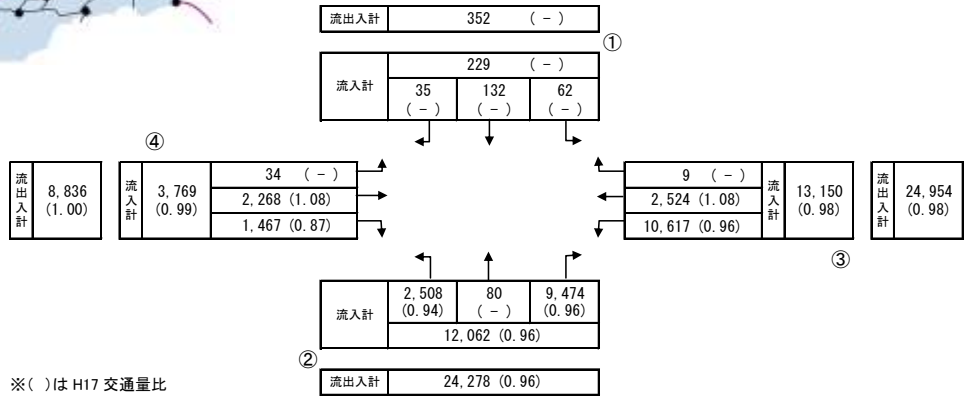 流出入計 352 ( - )
①
流入計 229 ( - )
35 132 62
( - ) ( - ) ( - )
④
流出入計 8,836 (1.00)
流入計 3,769 (0.99)
34 ( - )
2,268 (1.08)
1,467 (0.87)
9 ( - )
2,524 (1.08)
10,617 (0.96)
流入計 13,150 (0.98)
流出入計 24,954 (0.98)
③
流入計
2,508 80 9,474
(0.94) ( - ) (0.96)
12,062 (0.96)
②
流出入計 24,278 (0.96)
※( )は H17 交通量比